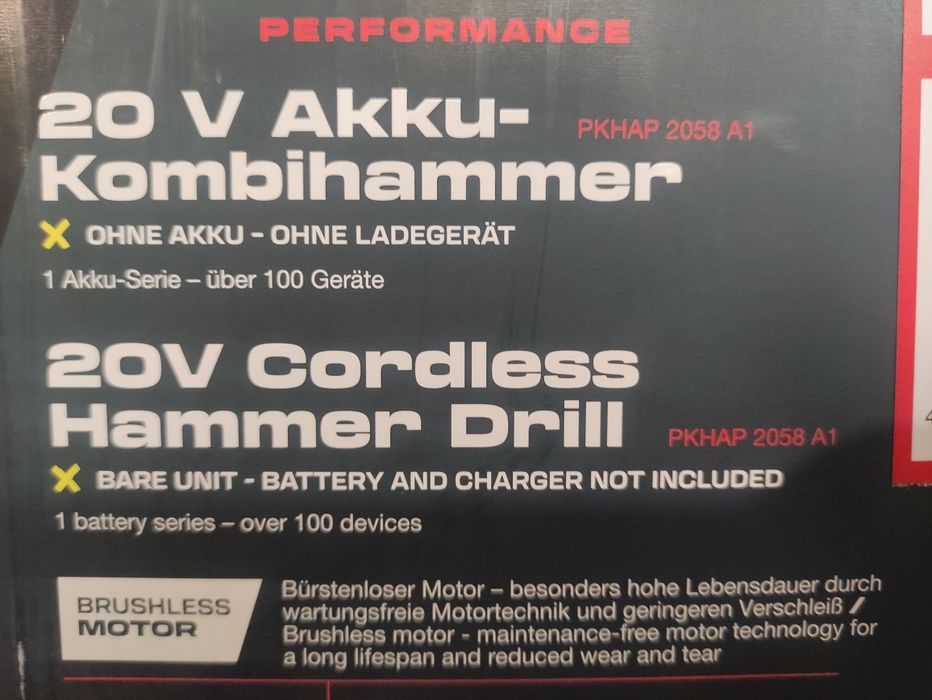 PERFORMANCE
20 V Akku-
Kombihammer
PKHAP 2058 A1
OHNE AKKU - OHNE LADEGERÄT
1 Akku-Serie – über 100 Geräte
20V Cordless
Hammer Drill
PKHAP 2058 A1
BARE UNIT - BATTERY AND CHARGER NOT INCLUDED
1 battery series – over 100 devices
BRUSHLESS
MOTOR
Bürstenloser Motor – besonders hohe Lebensdauer durch
wartungsfreie Motortechnik und geringeren Verschleiß /
Brushless motor - maintenance-free motor technology for
a long lifespan and reduced wear and tear